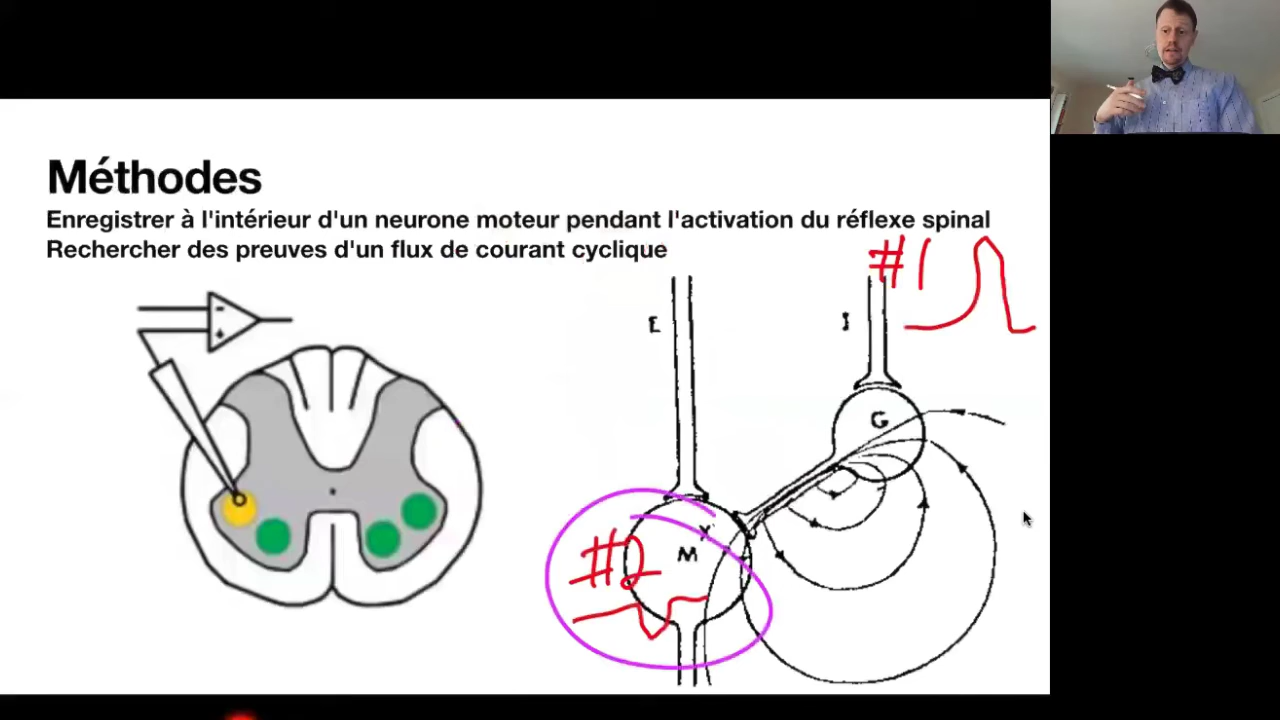 Méthodes
Enregistrer à l'intérieur d'un neurone moteur pendant l'activation du réflexe spinal
Rechercher des preuves d'un flux de courant cyclique
#1
E
I
G
X
M
#2
-
+